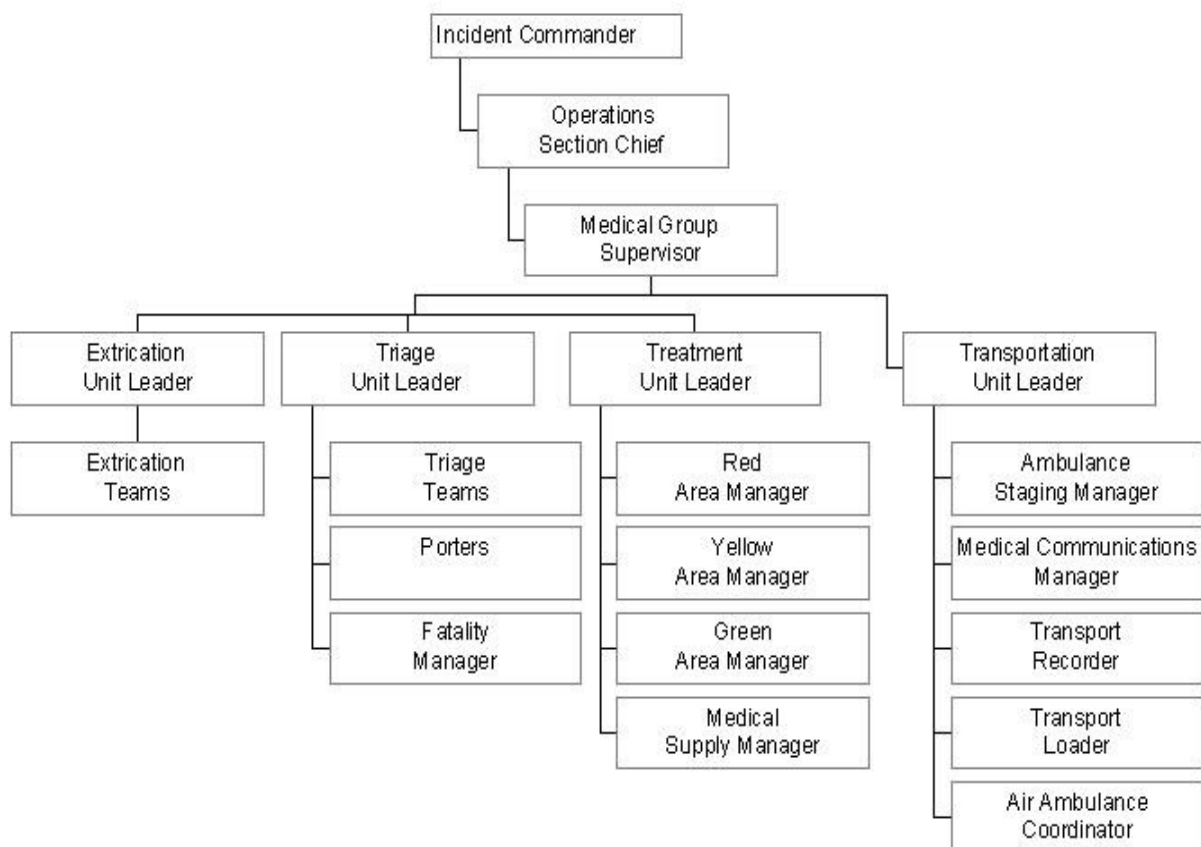 Incident Commander
Operations
Section Chief
Medical Group
Supervisor
Extrication
Unit Leader
Triage
Unit Leader
Treatment
Unit Leader
Transportation
Unit Leader
Extrication
Teams
Triage
Teams
Porters
Fatality
Manager
Red
Area Manager
Yellow
Area Manager
Green
Area Manager
Medical
Supply Manager
Ambulance
Staging Manager
Medical Communications
Manager
Transport
Recorder
Transport
Loader
Air Ambulance
Coordinator